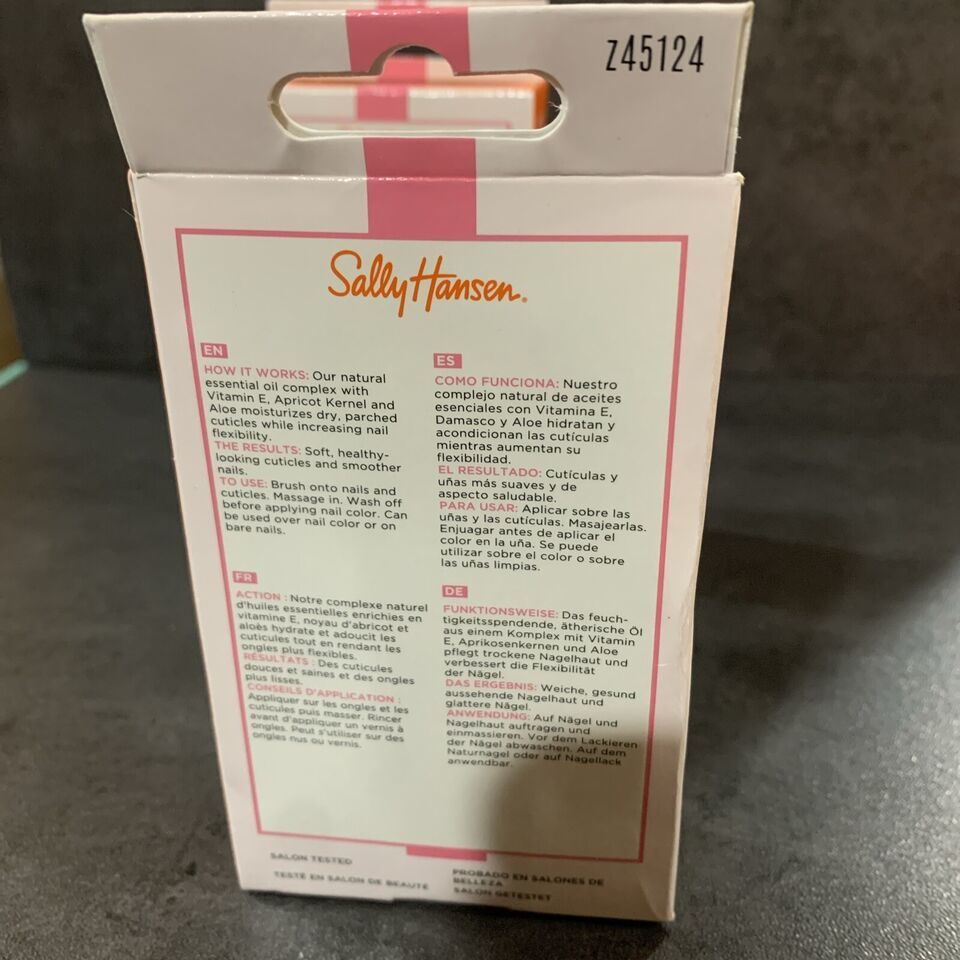 Z45124
Sally Hansen®
EN
HOW IT WORKS: Our natural
essential oil complex with
Vitamin E, Apricot Kernel and
Aloe moisturizes dry, parched
cuticles while increasing nail
flexibility.
THE RESULTS: Soft, healthy-
looking cuticles and smoother
nails.
TO USE: Brush onto nails and
cuticles. Massage in. Wash off
before applying nail color. Can
be used over nail color or on
bare nails.
ES
COMO FUNCIONA: Nuestro
complejo natural de aceites
esenciales con Vitamina E,
Damasco y Aloe hidratan y
acondicionan las cutículas
mientras aumentan su
flexibilidad.
EL RESULTADO: Cutículas y
uñas más suaves y de
aspecto saludable.
PARA USAR: Aplicar sobre las
uñas y las cutículas. Masajearlas.
Enjuagar antes de aplicar el
color en la uña. Se puede
utilizar sobre el color o sobre
las uñas limpias.
FR
ACTION : Notre complexe naturel
d'huiles essentielles enrichies en
vitamine E, noyau d'abricot et
aloès hydrate et adoucit les
cuticules tout en rendant les
ongles plus flexibles.
RÉSULTATS : Des cuticules
douces et saines et des ongles
plus lisses.
CONSEILS D'APPLICATION :
Appliquer sur les ongles et les
cuticules puis masser. Rincer
avant d'appliquer un vernis à
ongles. Peut s'utiliser sur des
ongles nus ou vernis.
DE
FUNKTIONSWEISE: Das feuch-
tigkeitsspendende, ätherische Öl
aus einem Komplex mit Vitamin
E, Aprikosenkernen und Aloe
pflegt trockene Nagelhaut und
verbessert die Flexibilität
der Nägel.
DAS ERGEBNIS: Weiche, gesund
aussehende Nagelhaut und
glattere Nägel.
ANWENDUNG: Auf Nägel und
Nagelhaut auftragen und
einmassieren. Vor dem Lackieren
der Nägel abwaschen. Auf dem
Naturnagel oder auf Nagellack
anwendbar.
SALON TESTED
TESTÉ EN SALON DE BEAUTÉ
PROBADO EN SALONES DE
BELLEZA
SALON GETESTET